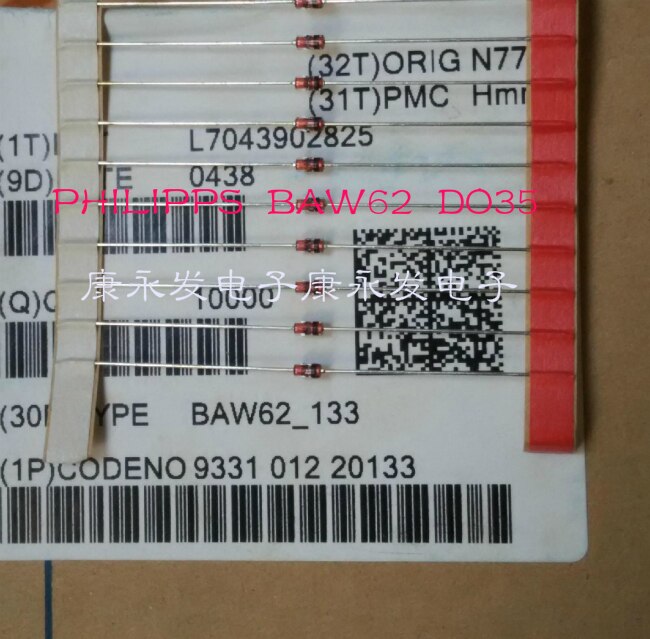 (32T)ORIG N77
(31T)PMC
(1T) L7043902825
(9D) TE 0438
PHILIPPS BAW62 DO35
康永发电子康永发电子
(Q) 10000
(30 YPE BAW62_133
(1P)CODENO 9331 012 20133